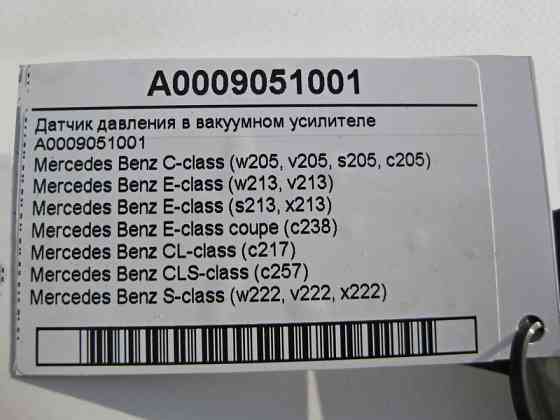 A0009051001
Датчик давления в вакуумном усилителе
A0009051001
Mercedes Benz C-class (w205, v205, s205, c205)
Mercedes Benz E-class (w213, v213)
Mercedes Benz E-class (s213, x213)
Mercedes Benz E-class coupe (c238)
Mercedes Benz CL-class (c217)
Mercedes Benz CLS-class (c257)
Mercedes Benz S-class (w222, v222, x222)